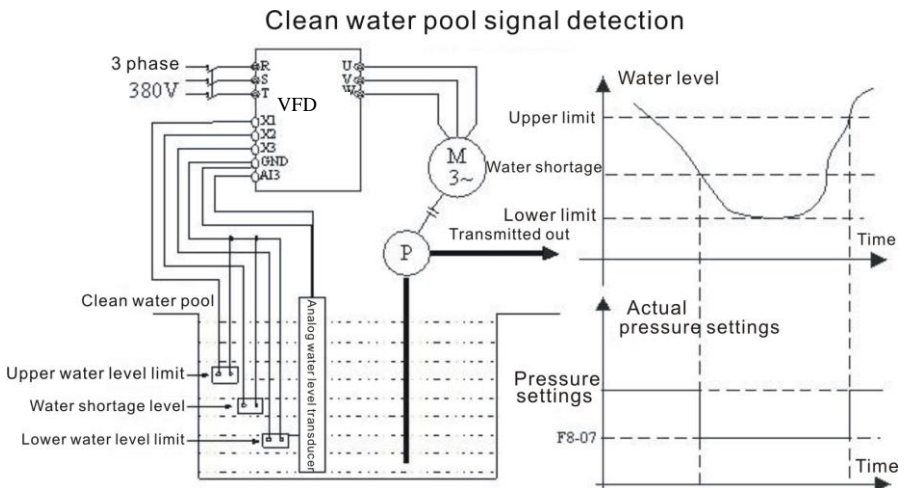 Clean water pool signal detection
3 phase
380V
R
S
T
X1
X2
X3
GND
AI3
VFD
U
V
W
M
3~
P
Transmitted out
Clean water pool
Upper water level limit
Water shortage level
Lower water level limit
Analog water level transducer
Water level
Upper limit
Water shortage
Lower limit
Time
Actual
pressure settings
Pressure
settings
F8-07
Time